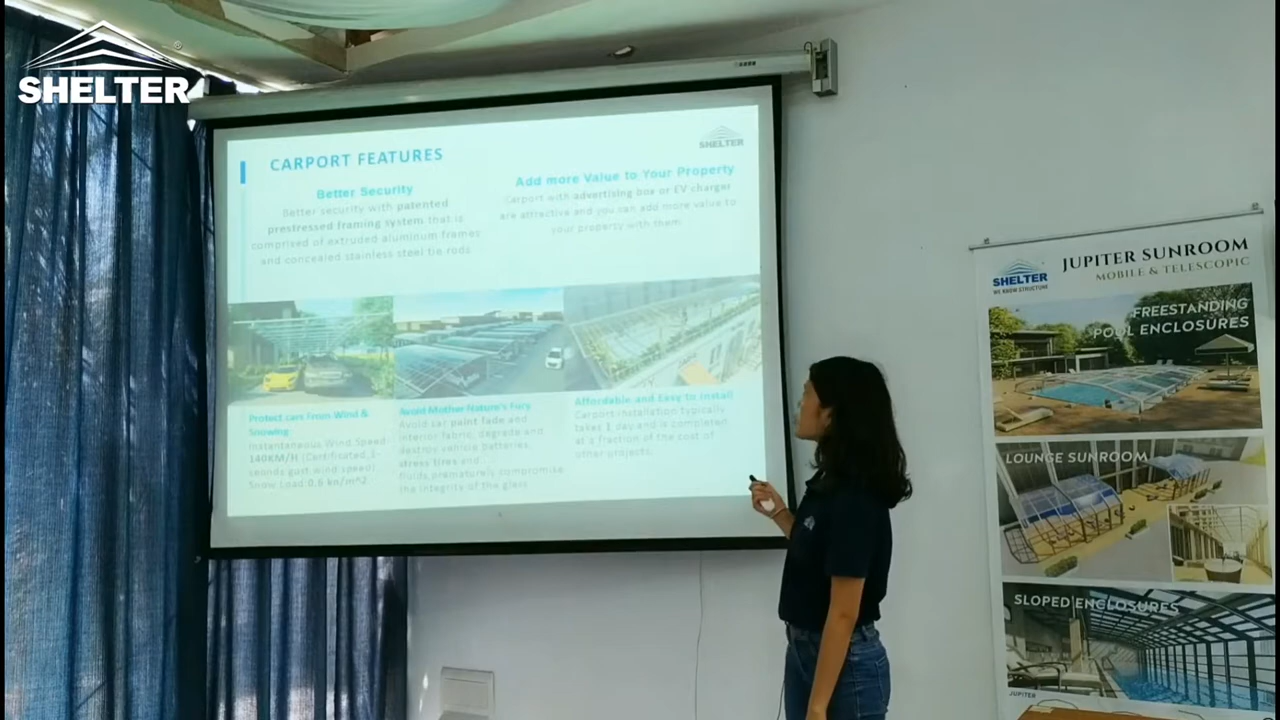 SHELTER
®
SHELTER
CARPORT FEATURES
Better Security
Better security with patented
prestressed framing system that is
comprised of extruded aluminum frames
and concealed stainless steel tie rods
Add more Value to Your Property
Carport with advertising box or EV charger
are attractive and you can add more value to
your property with them
Protect cars from Wind &
Snowing
Instantaneous Wind Speed
140KM/H (Certificated 1-
seonds gust wind speed)
Snow Load 0.6 kn/m^2
Avoid Mother Nature's Fury
Avoid car paint fade and
interior fabric, degrade and
destroy vehicle batteries,
stress tires and
fluids,prematurely compromise
the integrity of the glass
Affordable and Easy to Install
Carport installation typically
takes 1 day and is completed
at a fraction of the cost of
other projects.
SHELTER
WE KNOW STRUCTURE
JUPITER SUNROOM
MOBILE & TELESCOPIC
FREESTANDING
POOL ENCLOSURES
LOUNGE SUNROOM
SLOPED ENCLOSURES
JUPITER